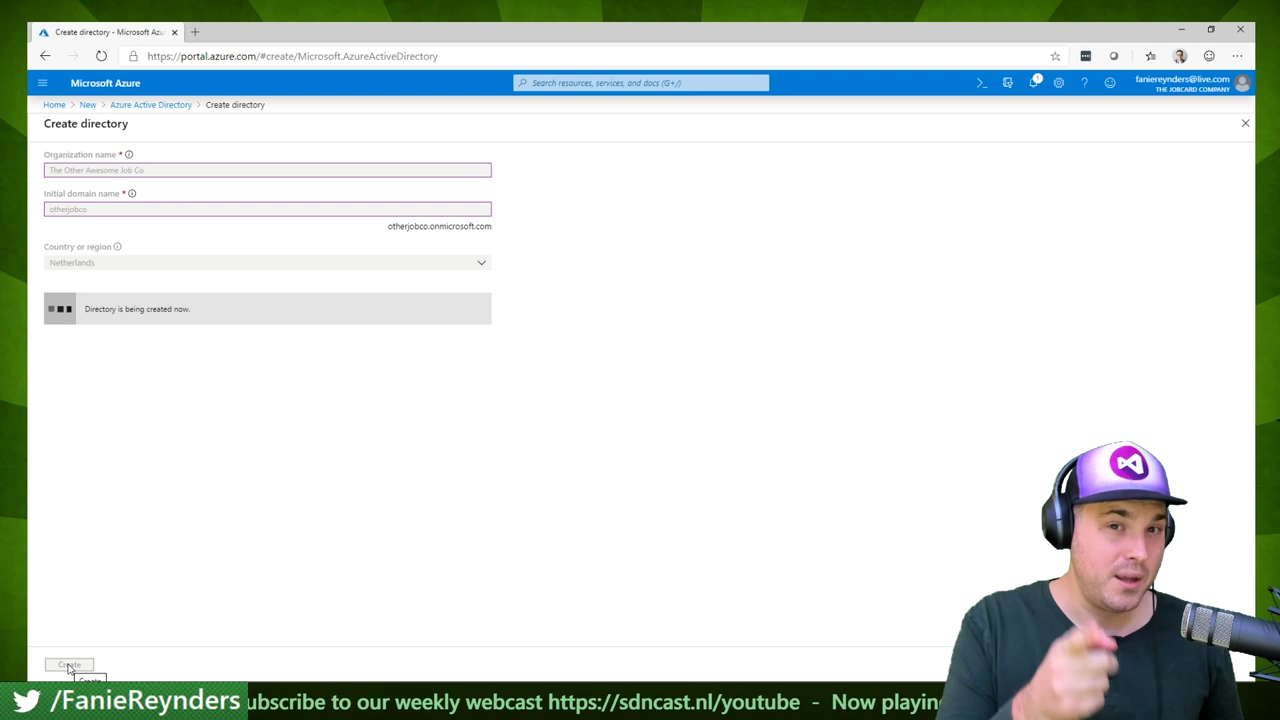 Create directory - Microsoft Azu
https://portal.azure.com/#create/Microsoft.AzureActiveDirectory
Microsoft Azure
Search resources, services, and docs (G+/)
1
faniereynders@live.com
THE JOBCARD COMPANY
Home > New > Azure Active Directory > Create directory
Create directory
Organization name *
The Other Awesome Job Co
Initial domain name *
otherjobco
otherjobco.onmicrosoft.com
Country or region
Netherlands
Directory is being created now.
Create
Create
/FanieReynders
ubscribe to our weekly webcast https://sdncast.nl/youtube - Now playing